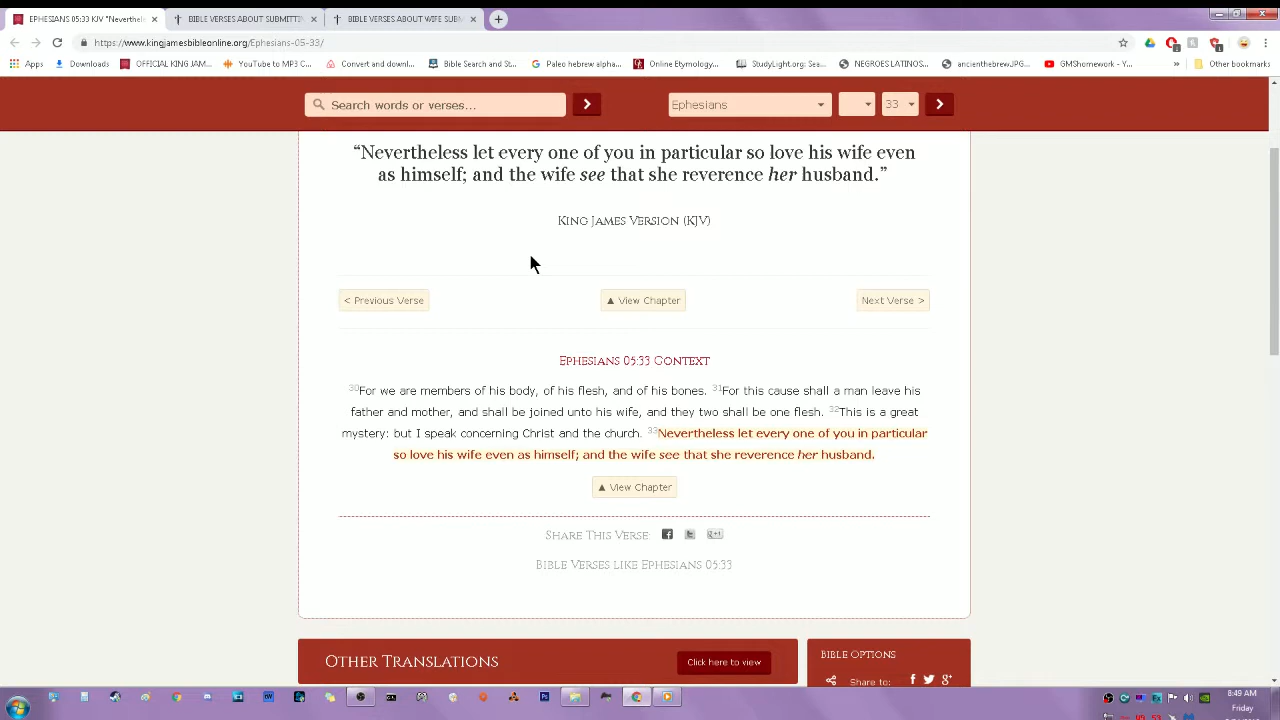 EPHESIANS 05:33 KJV "Neverthel
BIBLE VERSES ABOUT SUBMITTIN
BIBLE VERSES ABOUT WIFE SUBM
https://www.kingjamesbibleonline.org/Ephesians-05-33/
Apps
Downloads
OFFICIAL KING JAM...
YouTube to MP3 C...
Convert and downl...
Bible Search and St...
Paleo hebrew alpha...
Online Etymology...
StudyLight.org: Sea...
NEGROES LATINOS...
ancienthebrewJPG...
GMShomework - Y...
»
Other bookmarks
Search words or verses...
Ephesians
33
“Nevertheless let every one of you in particular so love his wife even
as himself; and the wife see that she reverence her husband.”
King James Version (KJV)
< Previous Verse
▲ View Chapter
Next Verse >
Ephesians 05:33 Context
30For we are members of his body, of his flesh, and of his bones. 31For this cause shall a man leave his
father and mother, and shall be joined unto his wife, and they two shall be one flesh. 32This is a great
mystery: but I speak concerning Christ and the church. 33Nevertheless let every one of you in particular
so love his wife even as himself; and the wife see that she reverence her husband.
▲ View Chapter
Share This Verse:
Bible Verses like Ephesians 05:33
Other Translations
Click here to view
Bible Options
Share to:
8:49 AM
Friday